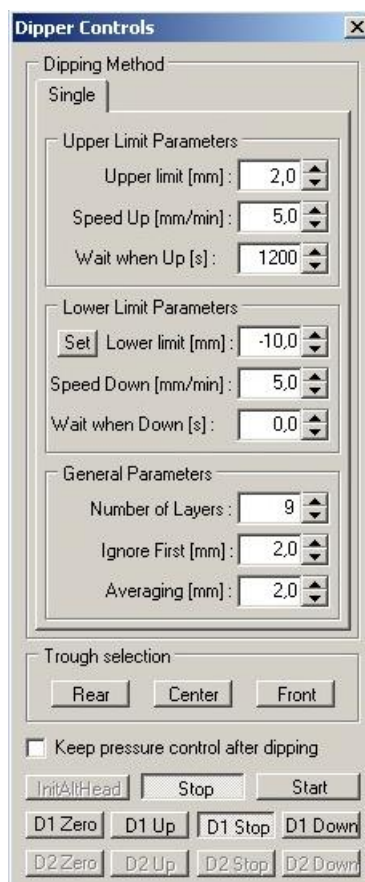 Dipper Controls
Dipping Method
Single
Upper Limit Parameters
Upper limit [mm] : 2,0
Speed Up [mm/min] : 5,0
Wait when Up [s] : 1200
Lower Limit Parameters
Set Lower limit [mm] : -10,0
Speed Down [mm/min] : 5,0
Wait when Down [s] : 0,0
General Parameters
Number of Layers : 9
Ignore First [mm] : 2,0
Averaging [mm] : 2,0
Trough selection
Rear Center Front
Keep pressure control after dipping
InitAltHead Stop Start
D1 Zero D1 Up D1 Stop D1 Down
D2 Zero D2 Up D2 Stop D2 Down